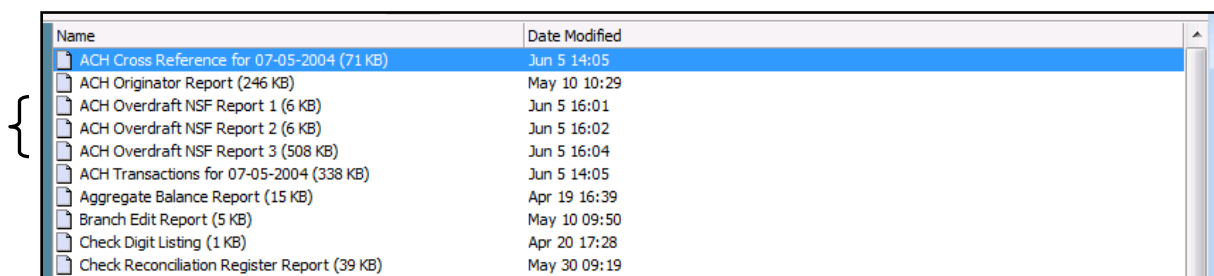 Name Date Modified
ACH Cross Reference for 07-05-2004 (71 KB) Jun 5 14:05
ACH Originator Report (246 KB) May 10 10:29
ACH Overdraft NSF Report 1 (6 KB) Jun 5 16:01
ACH Overdraft NSF Report 2 (6 KB) Jun 5 16:02
ACH Overdraft NSF Report 3 (508 KB) Jun 5 16:04
ACH Transactions for 07-05-2004 (338 KB) Jun 5 14:05
Aggregate Balance Report (15 KB) Apr 19 16:39
Branch Edit Report (5 KB) May 10 09:50
Check Digit Listing (1 KB) Apr 20 17:28
Check Reconciliation Register Report (39 KB) May 30 09:19